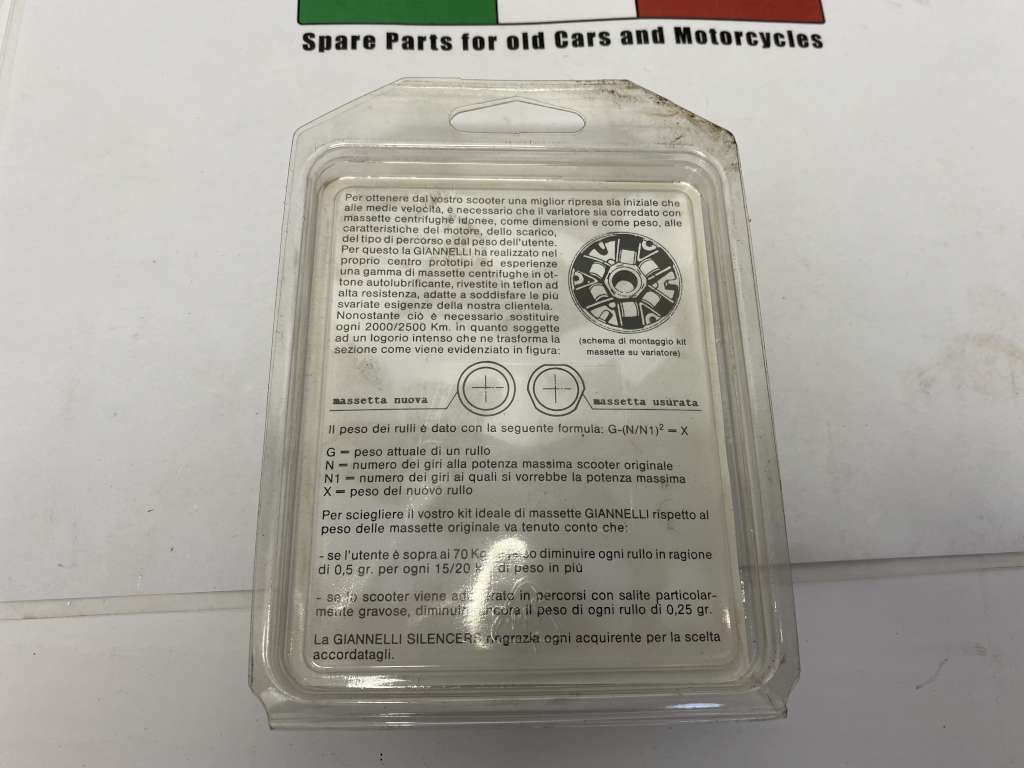 Spare Parts for old Cars and Motorcycles
Per ottenere dal vostro scooter una miglior ripresa sia iniziale che
alle medie velocità, è necessario che il variatore sia corredato con
massette centrifughe idonee, come dimensioni e come peso, alle
caratteristiche del motore, dello scarico,
del tipo di percorso e dal peso dell'utente.
Per questo la GIANNELLI ha realizzato nel
proprio centro prototipi ed esperienze
una gamma di massette centrifughe in ot-
tone autolubrificante, rivestite in teflon ad
alta resistenza, adatte a soddisfare le più
svariate esigenze della nostra clientela.
Nonostante ciò è necessario sostituire
ogni 2000/2500 Km. in quanto soggette
ad un logorio intenso che ne trasforma la
sezione come viene evidenziato in figura:
(schema di montaggio kit
massette su variatore)
massetta nuova
massetta usurata
Il peso dei rulli è dato con la seguente formula: G-(N/N1)² = X
G = peso attuale di un rullo
N = numero dei giri alla potenza massima scooter originale
N1 = numero dei giri ai quali si vorrebbe la potenza massima
X = peso del nuovo rullo
Per sciegliere il vostro kit ideale di massette GIANNELLI rispetto al
peso delle massette originale va tenuto conto che:
- se l'utente è sopra ai 70 diminuire ogni rullo in ragione
di 0,5 gr. per ogni 15/20 di peso in più
- se lo scooter viene in percorsi con salite particolar-
mente gravose, ancora il peso di ogni rullo di 0,25 gr.
La GIANNELLI SILENCERS ringrazia ogni acquirente per la scelta
accordatagli.